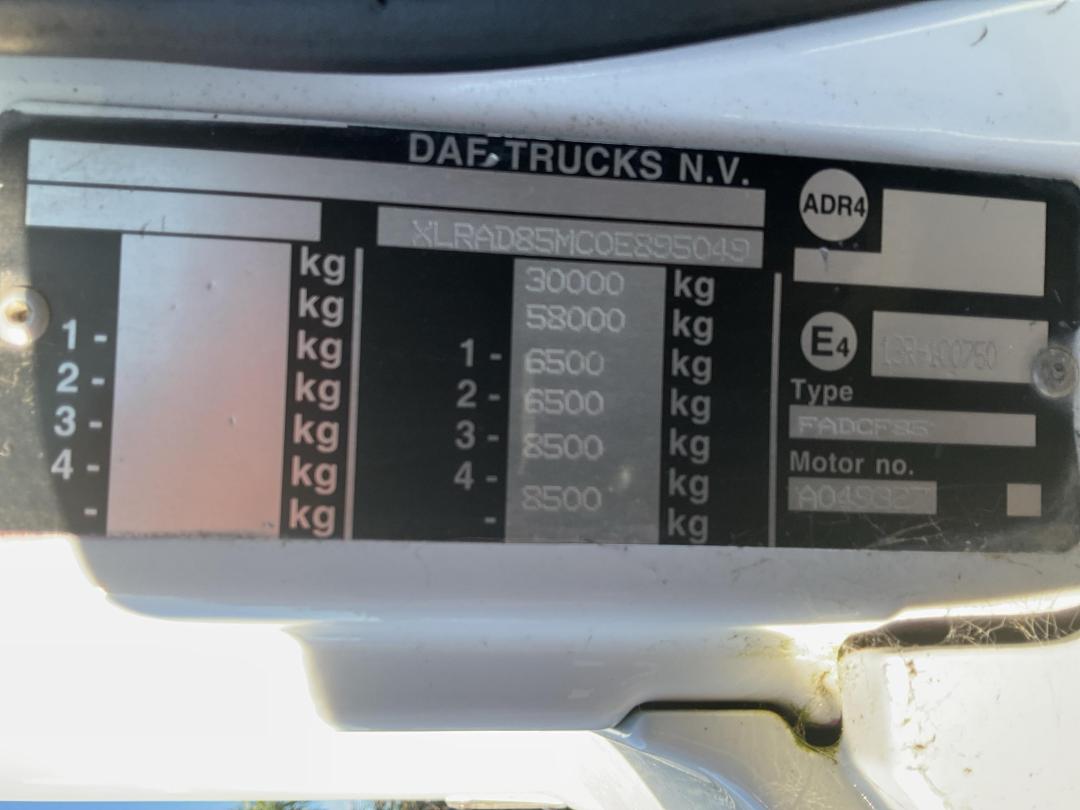 DAF TRUCKS N.V.
XLRAD85MC0E895049
kg
kg
1 - kg
2 - kg
3 - kg
4 - kg
- kg
30000 kg
58000 kg
1 - 6500 kg
2 - 6500 kg
3 - 8500 kg
4 - 8500 kg
- kg
ADR4
E4
Type
FADCF85
Motor no.
A049327